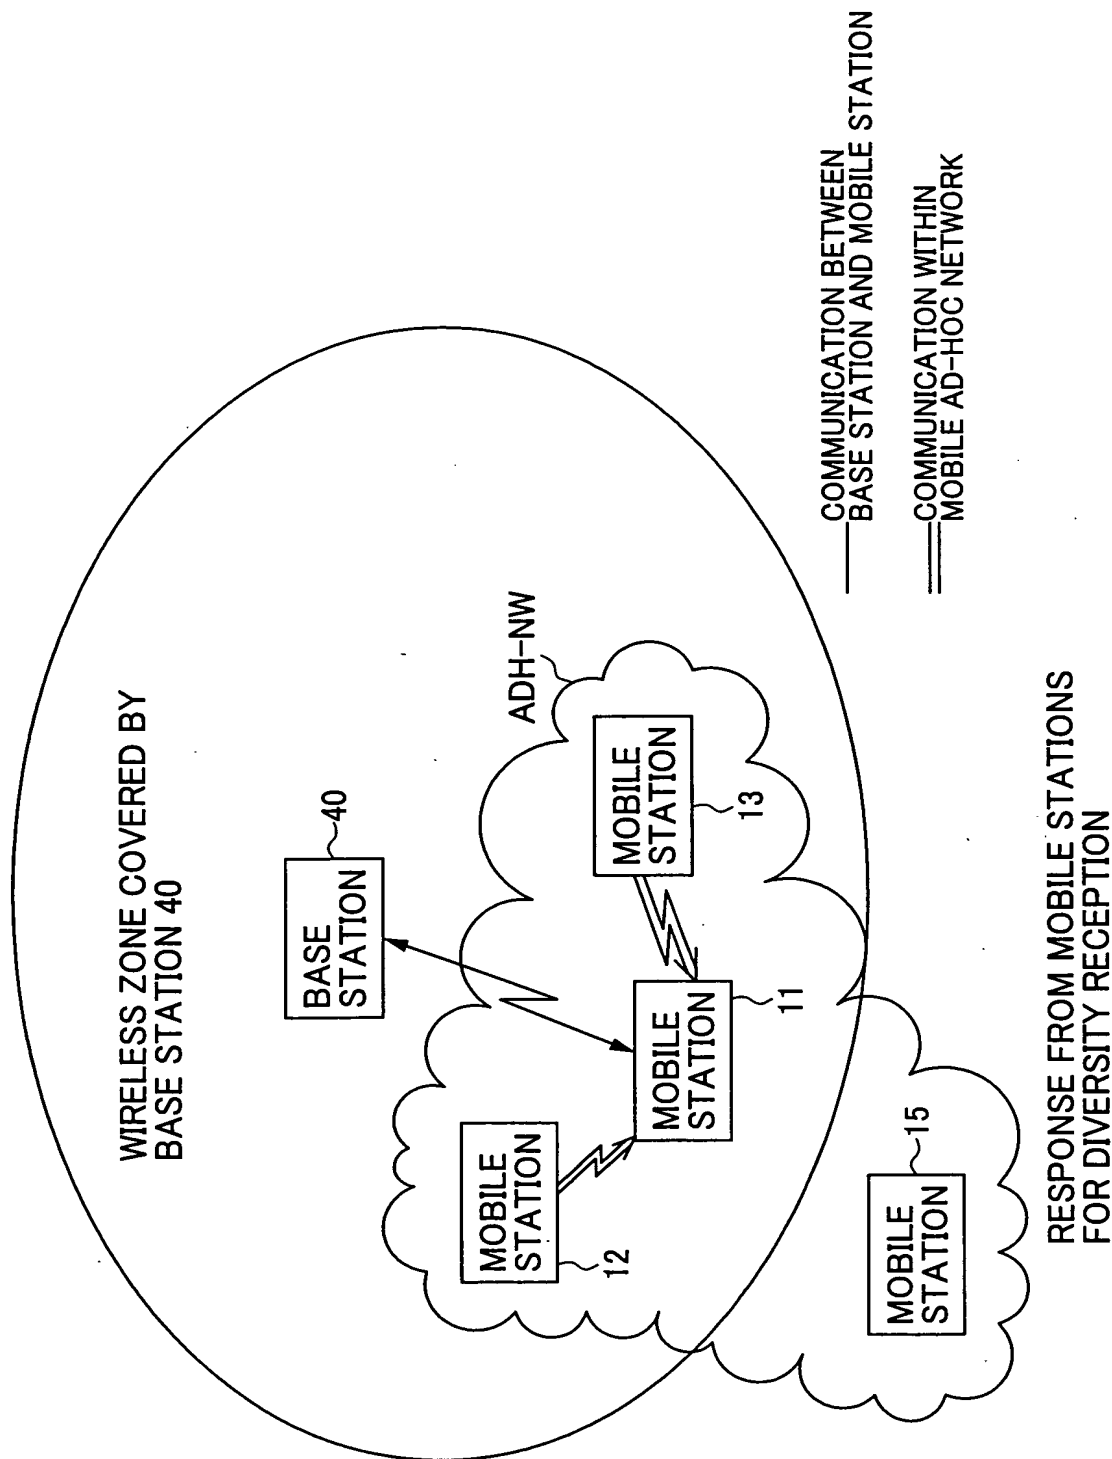 WIRELESS ZONE COVERED BY
BASE STATION 40
BASE
STATION
40
ADH-NW
MOBILE
STATION
12
MOBILE
STATION
11
MOBILE
STATION
13
MOBILE
STATION
15
COMMUNICATION BETWEEN
BASE STATION AND MOBILE STATION
COMMUNICATION WITHIN
MOBILE AD-HOC NETWORK
RESPONSE FROM MOBILE STATIONS
FOR DIVERSITY RECEPTION